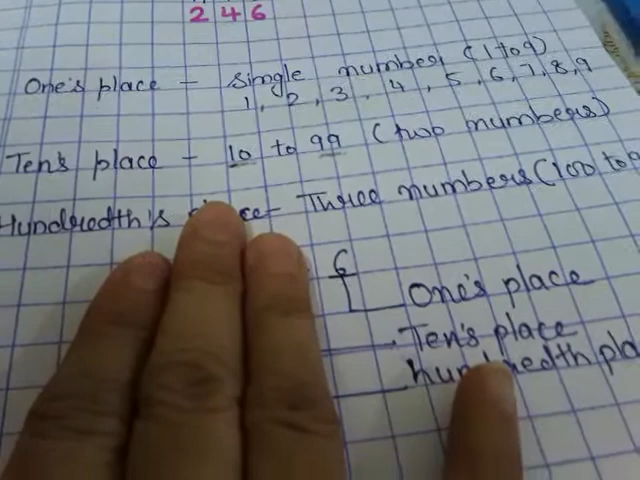 246
One's place - single number (1 to 9)
1, 2, 3, 4, 5, 6, 7, 8, 9
Ten's place - 10 to 99 (two numbers)
Hundredth's Three numbers (100 to
6
One's place
Ten's place
hundredth